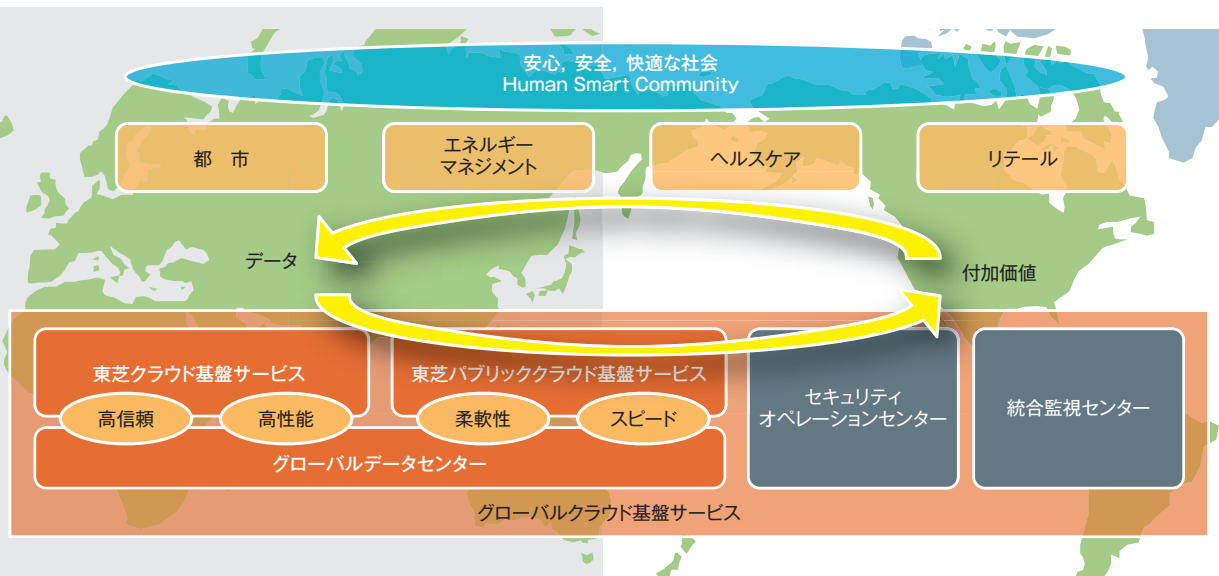 安心, 安全, 快適な社会
Human Smart Community
都 市
エネルギー
マネジメント
ヘルスケア
リテール
データ
付加価値
東芝クラウド基盤サービス
東芝パブリッククラウド基盤サービス
高信頼
高性能
柔軟性
スピード
グローバルデータセンター
セキュリティ
オペレーションセンター
統合監視センター
グローバルクラウド基盤サービス